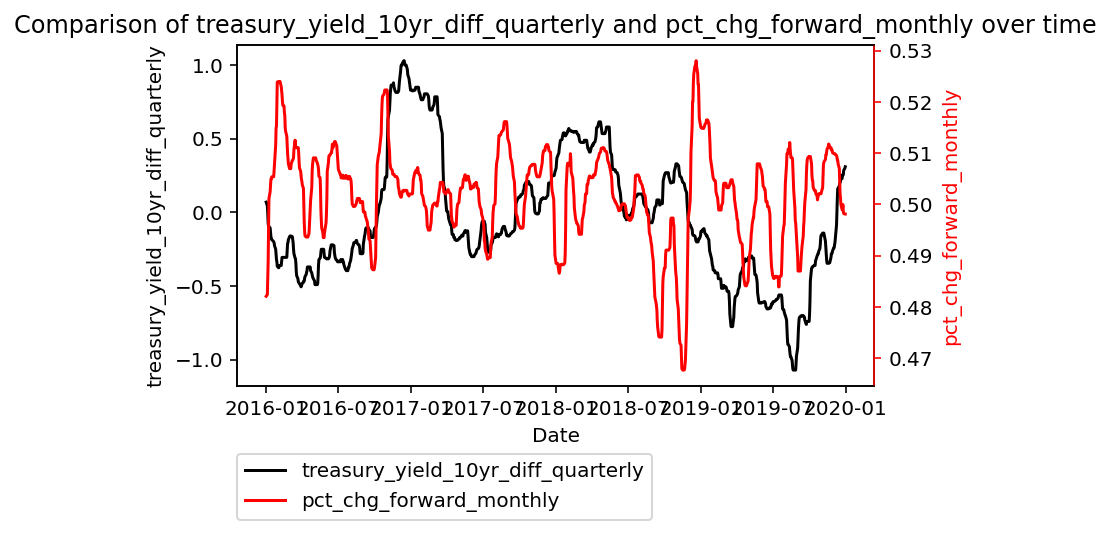 Comparison of treasury_yield_10yr_diff_quarterly and pct_chg_forward_monthly over time
treasury_yield_10yr_diff_quarterly
1.0
0.5
0.0
−0.5
−1.0
0.53
0.52
0.51
0.50
0.49
0.48
0.47
pct_chg_forward_monthly
2016-01 2016-07 2017-01 2017-07 2018-01 2018-07 2019-01 2019-07 2020-01
Date
treasury_yield_10yr_diff_quarterly
pct_chg_forward_monthly